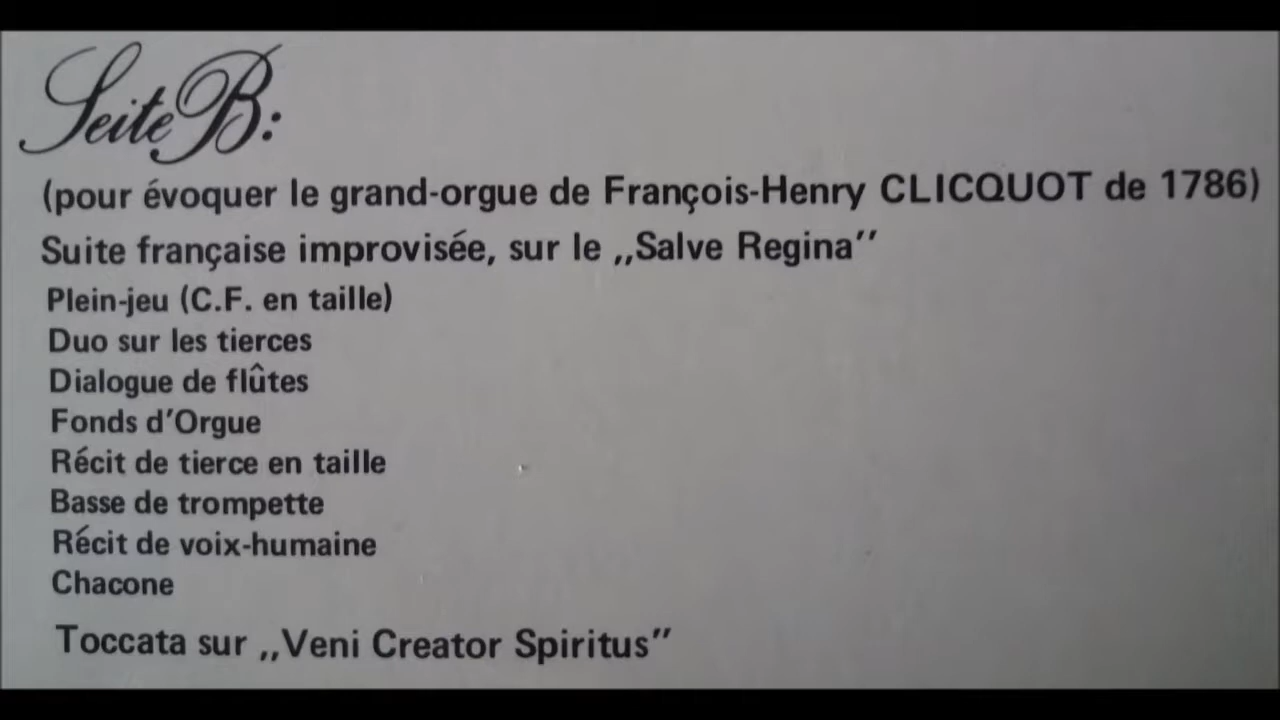 Seite B:
(pour évoquer le grand-orgue de François-Henry CLICQUOT de 1786)
Suite française improvisée, sur le ,,Salve Regina’’
Plein-jeu (C.F. en taille)
Duo sur les tierces
Dialogue de flûtes
Fonds d’Orgue
Récit de tierce en taille
Basse de trompette
Récit de voix-humaine
Chacone
Toccata sur ,,Veni Creator Spiritus’’